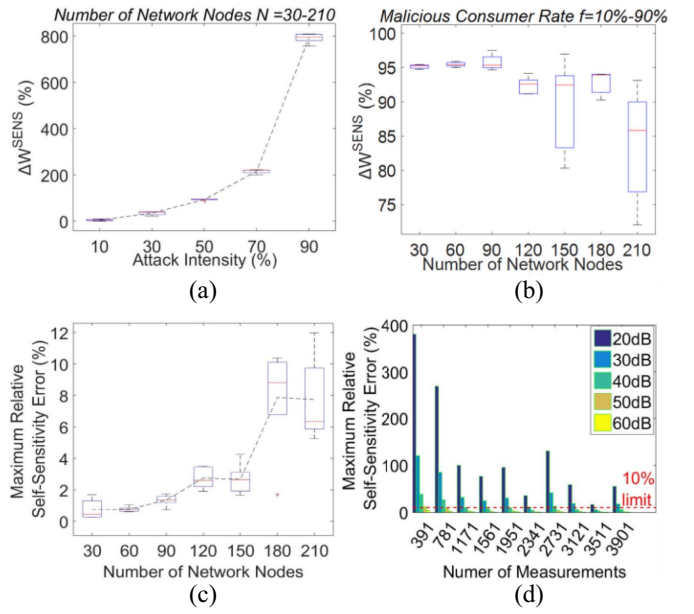 Number of Network Nodes N =30-210
ΔW^SENS (%)
800
600
400
200
0
10 30 50 70 90
Attack Intensity (%)
(a)
Malicious Consumer Rate f=10%-90%
ΔW^SENS (%)
100
95
90
85
80
75
30 60 90 120 150 180 210
Number of Network Nodes
(b)
Maximum Relative
Self-Sensitivity Error (%)
12
10
8
6
4
2
0
30 60 90 120 150 210
180
Number of Network Nodes
(c)
Maximum Relative
Self-Sensitivity Error (%)
400
300
200
100
0
20dB
30dB
40dB
50dB
60dB
10%
limit
391 781 1171 1561 1951 2341 2731 3121 3511 3901
Numer of Measurements
(d)